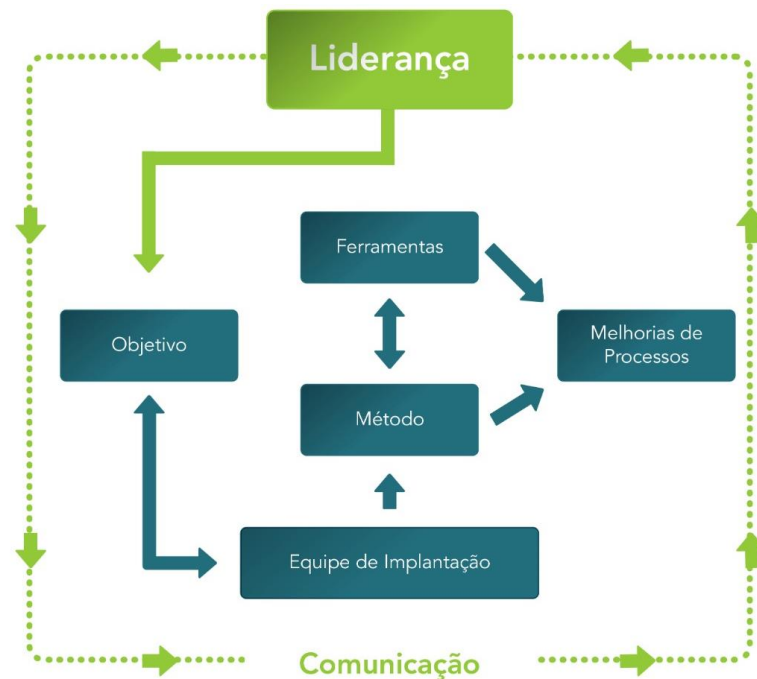 Liderança
Ferramentas
Objetivo
Melhorias de
Processos
Método
Equipe de Implantação
Comunicação